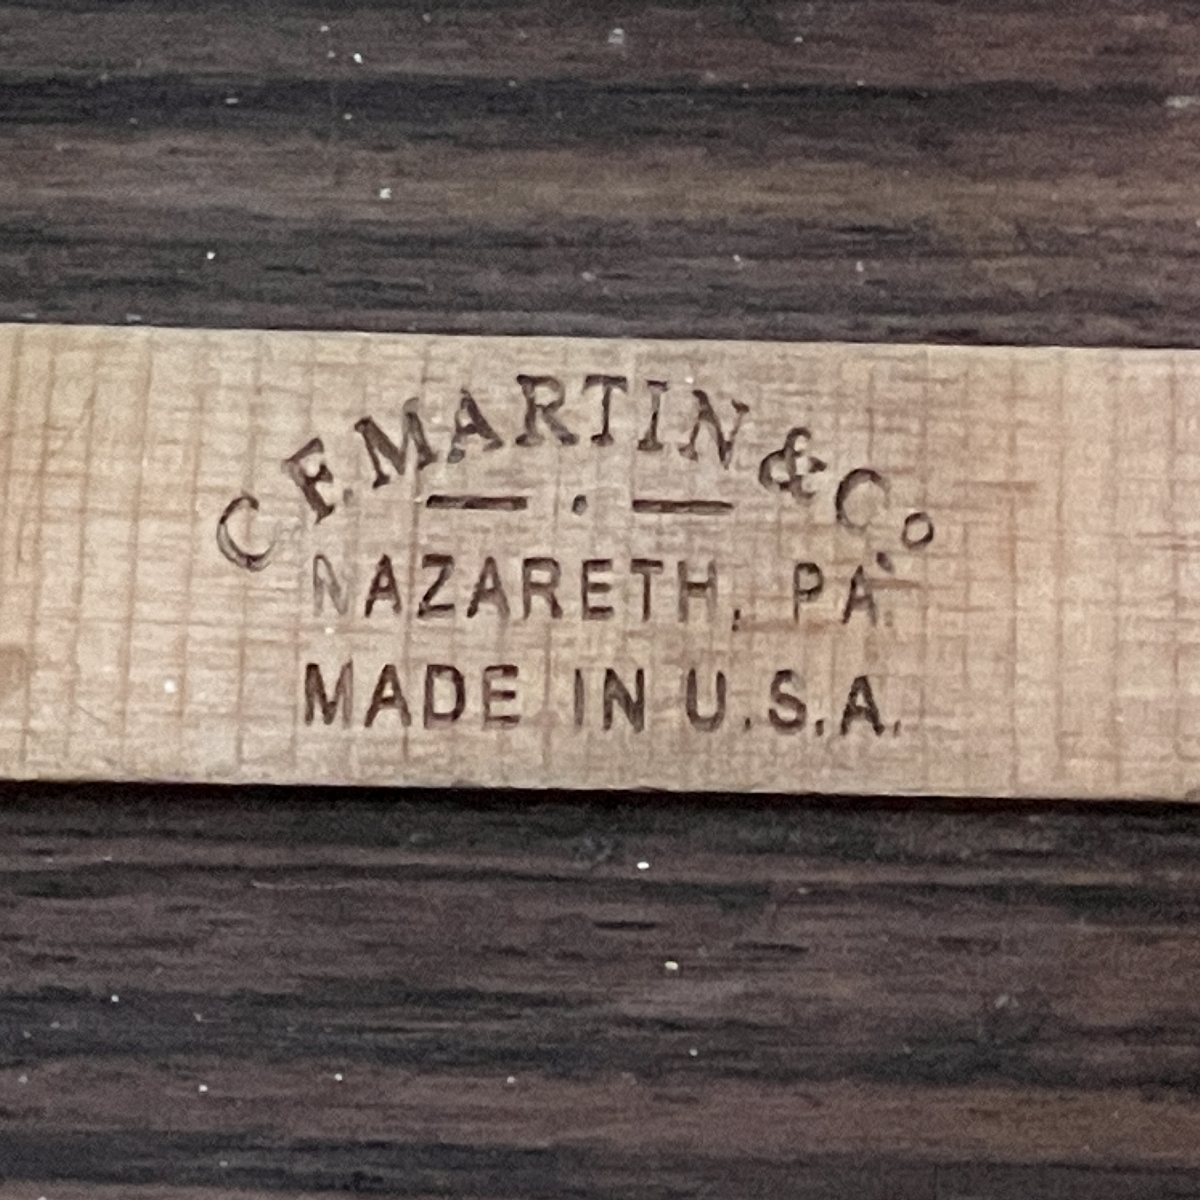 C.F. MARTIN & Co.
— · —
NAZARETH, PA.
MADE IN U.S.A.